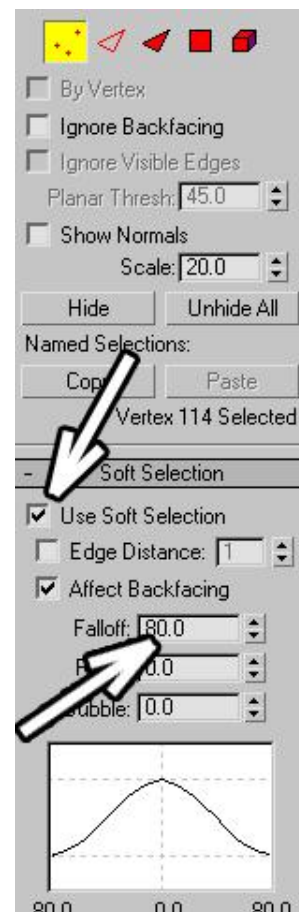 By Vertex
Ignore Backfacing
Ignore Visible Edges
Planar Thresh: 45.0
Show Normals
Scale: 20.0
Hide Unhide All
Named Selections:
Copy Paste
Vertex 114 Selected
- Soft Selection
Use Soft Selection
Edge Distance: 1
Affect Backfacing
Falloff: 80.0
0.0
Bubble: 0.0
80.0 0.0 80.0